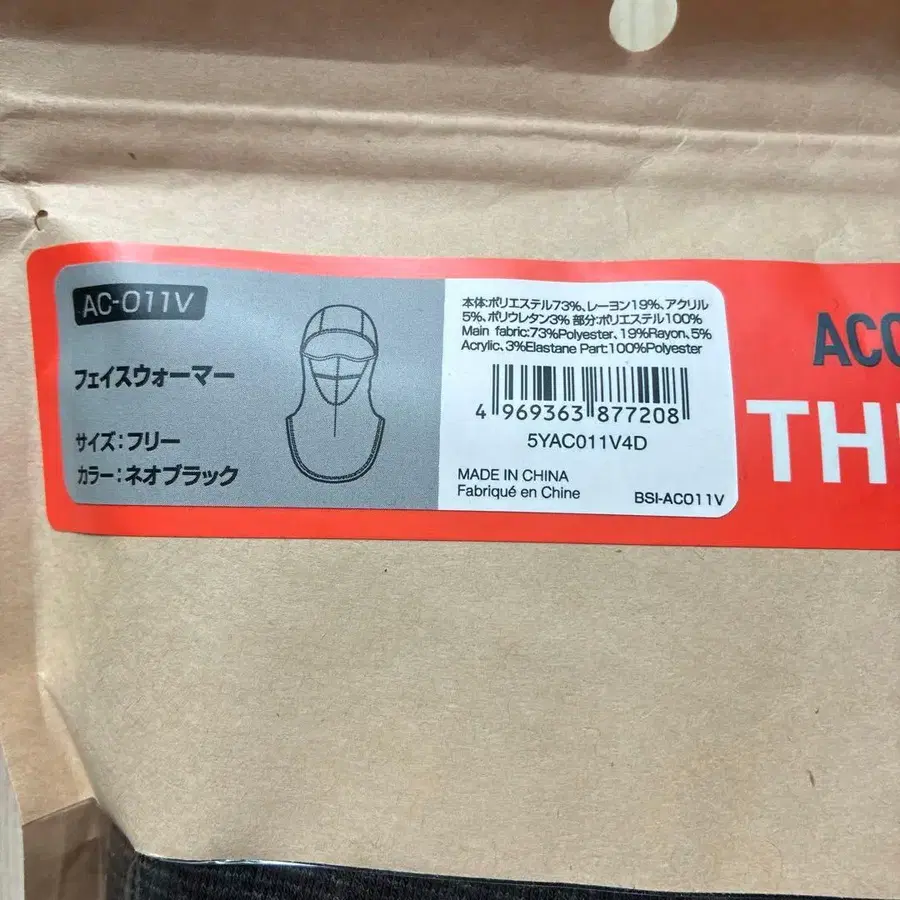 AC-011V
フェイスウォーマー
サイズ:フリー
カラー:ネオブラック
本体:ポリエステル73%、レーヨン19%、アクリル
5%、ポリウレタン3% 部分:ポリエステル100%
Main fabric:73%Polyester、19%Rayon、5%
Acrylic、3%Elastane Part:100%Polyester
4 969363 877208
5YAC011V4D
MADE IN CHINA
Fabriqué en Chine
BSI-AC011V